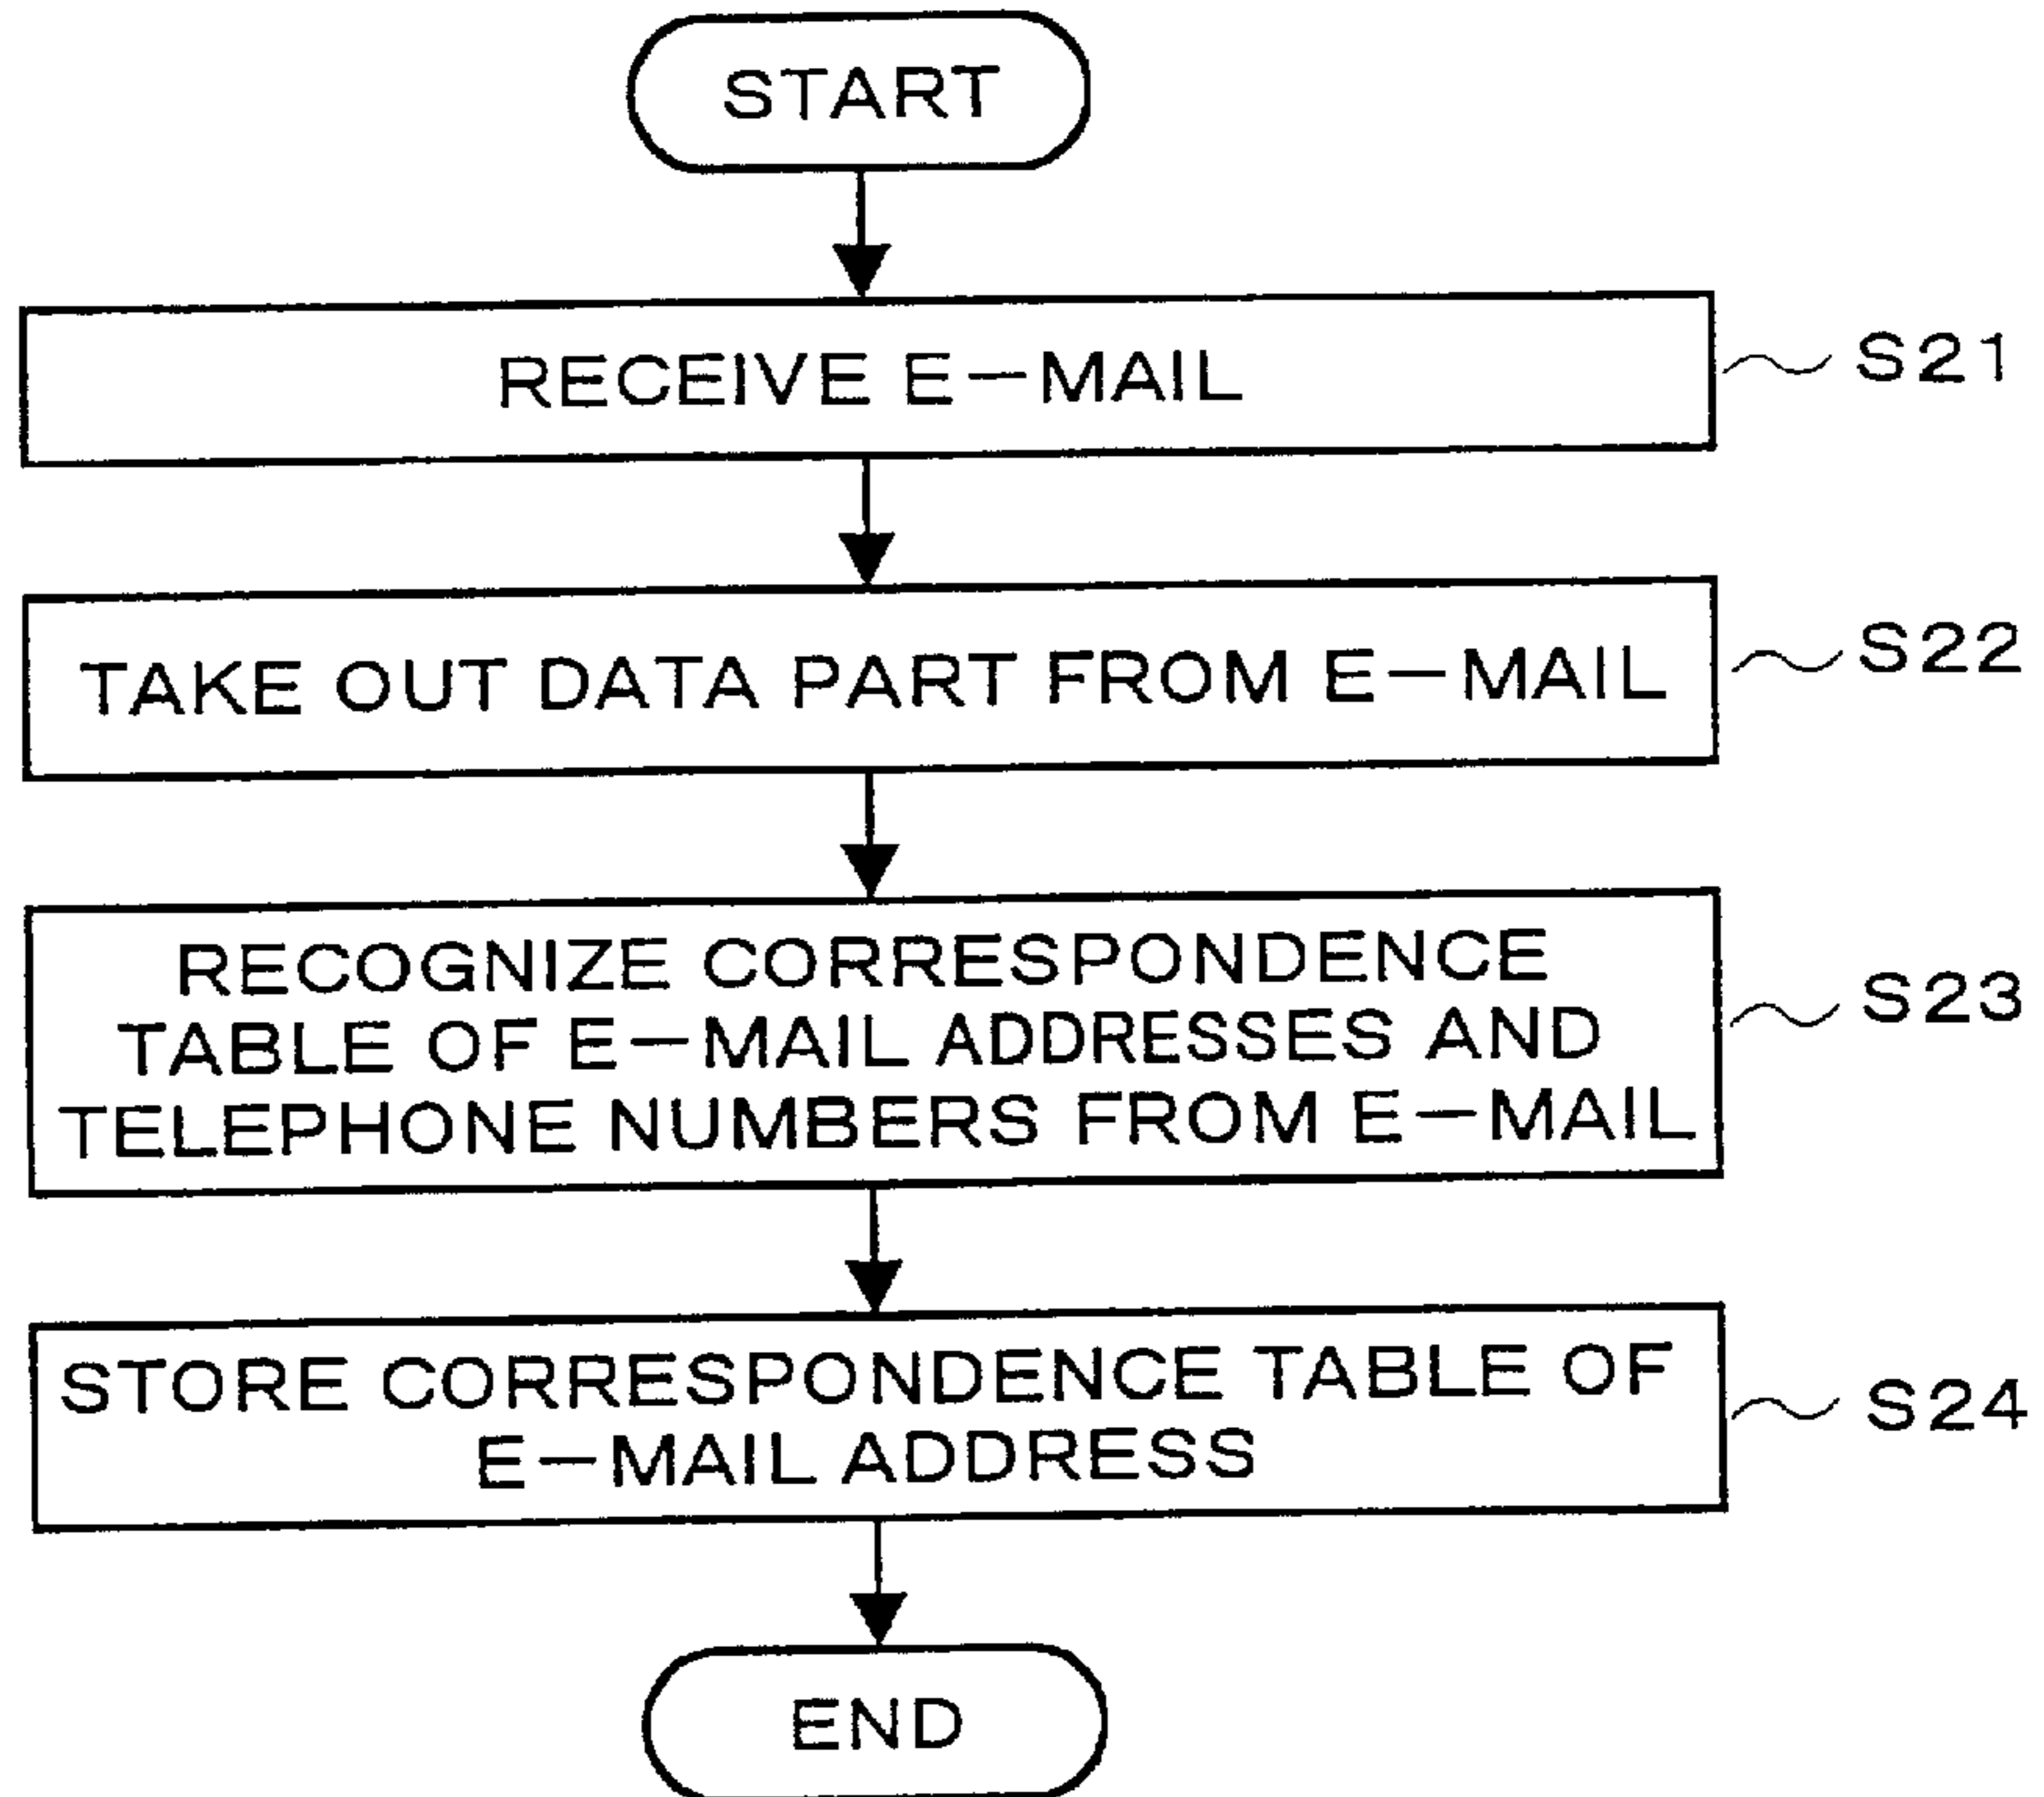 START
RECEIVE E-MAIL
S21
TAKE OUT DATA PART FROM E-MAIL
S22
RECOGNIZE CORRESPONDENCE
TABLE OF E-MAIL ADDRESSES AND
TELEPHONE NUMBERS FROM E-MAIL
S23
STORE CORRESPONDENCE TABLE OF
E-MAIL ADDRESS
S24
END